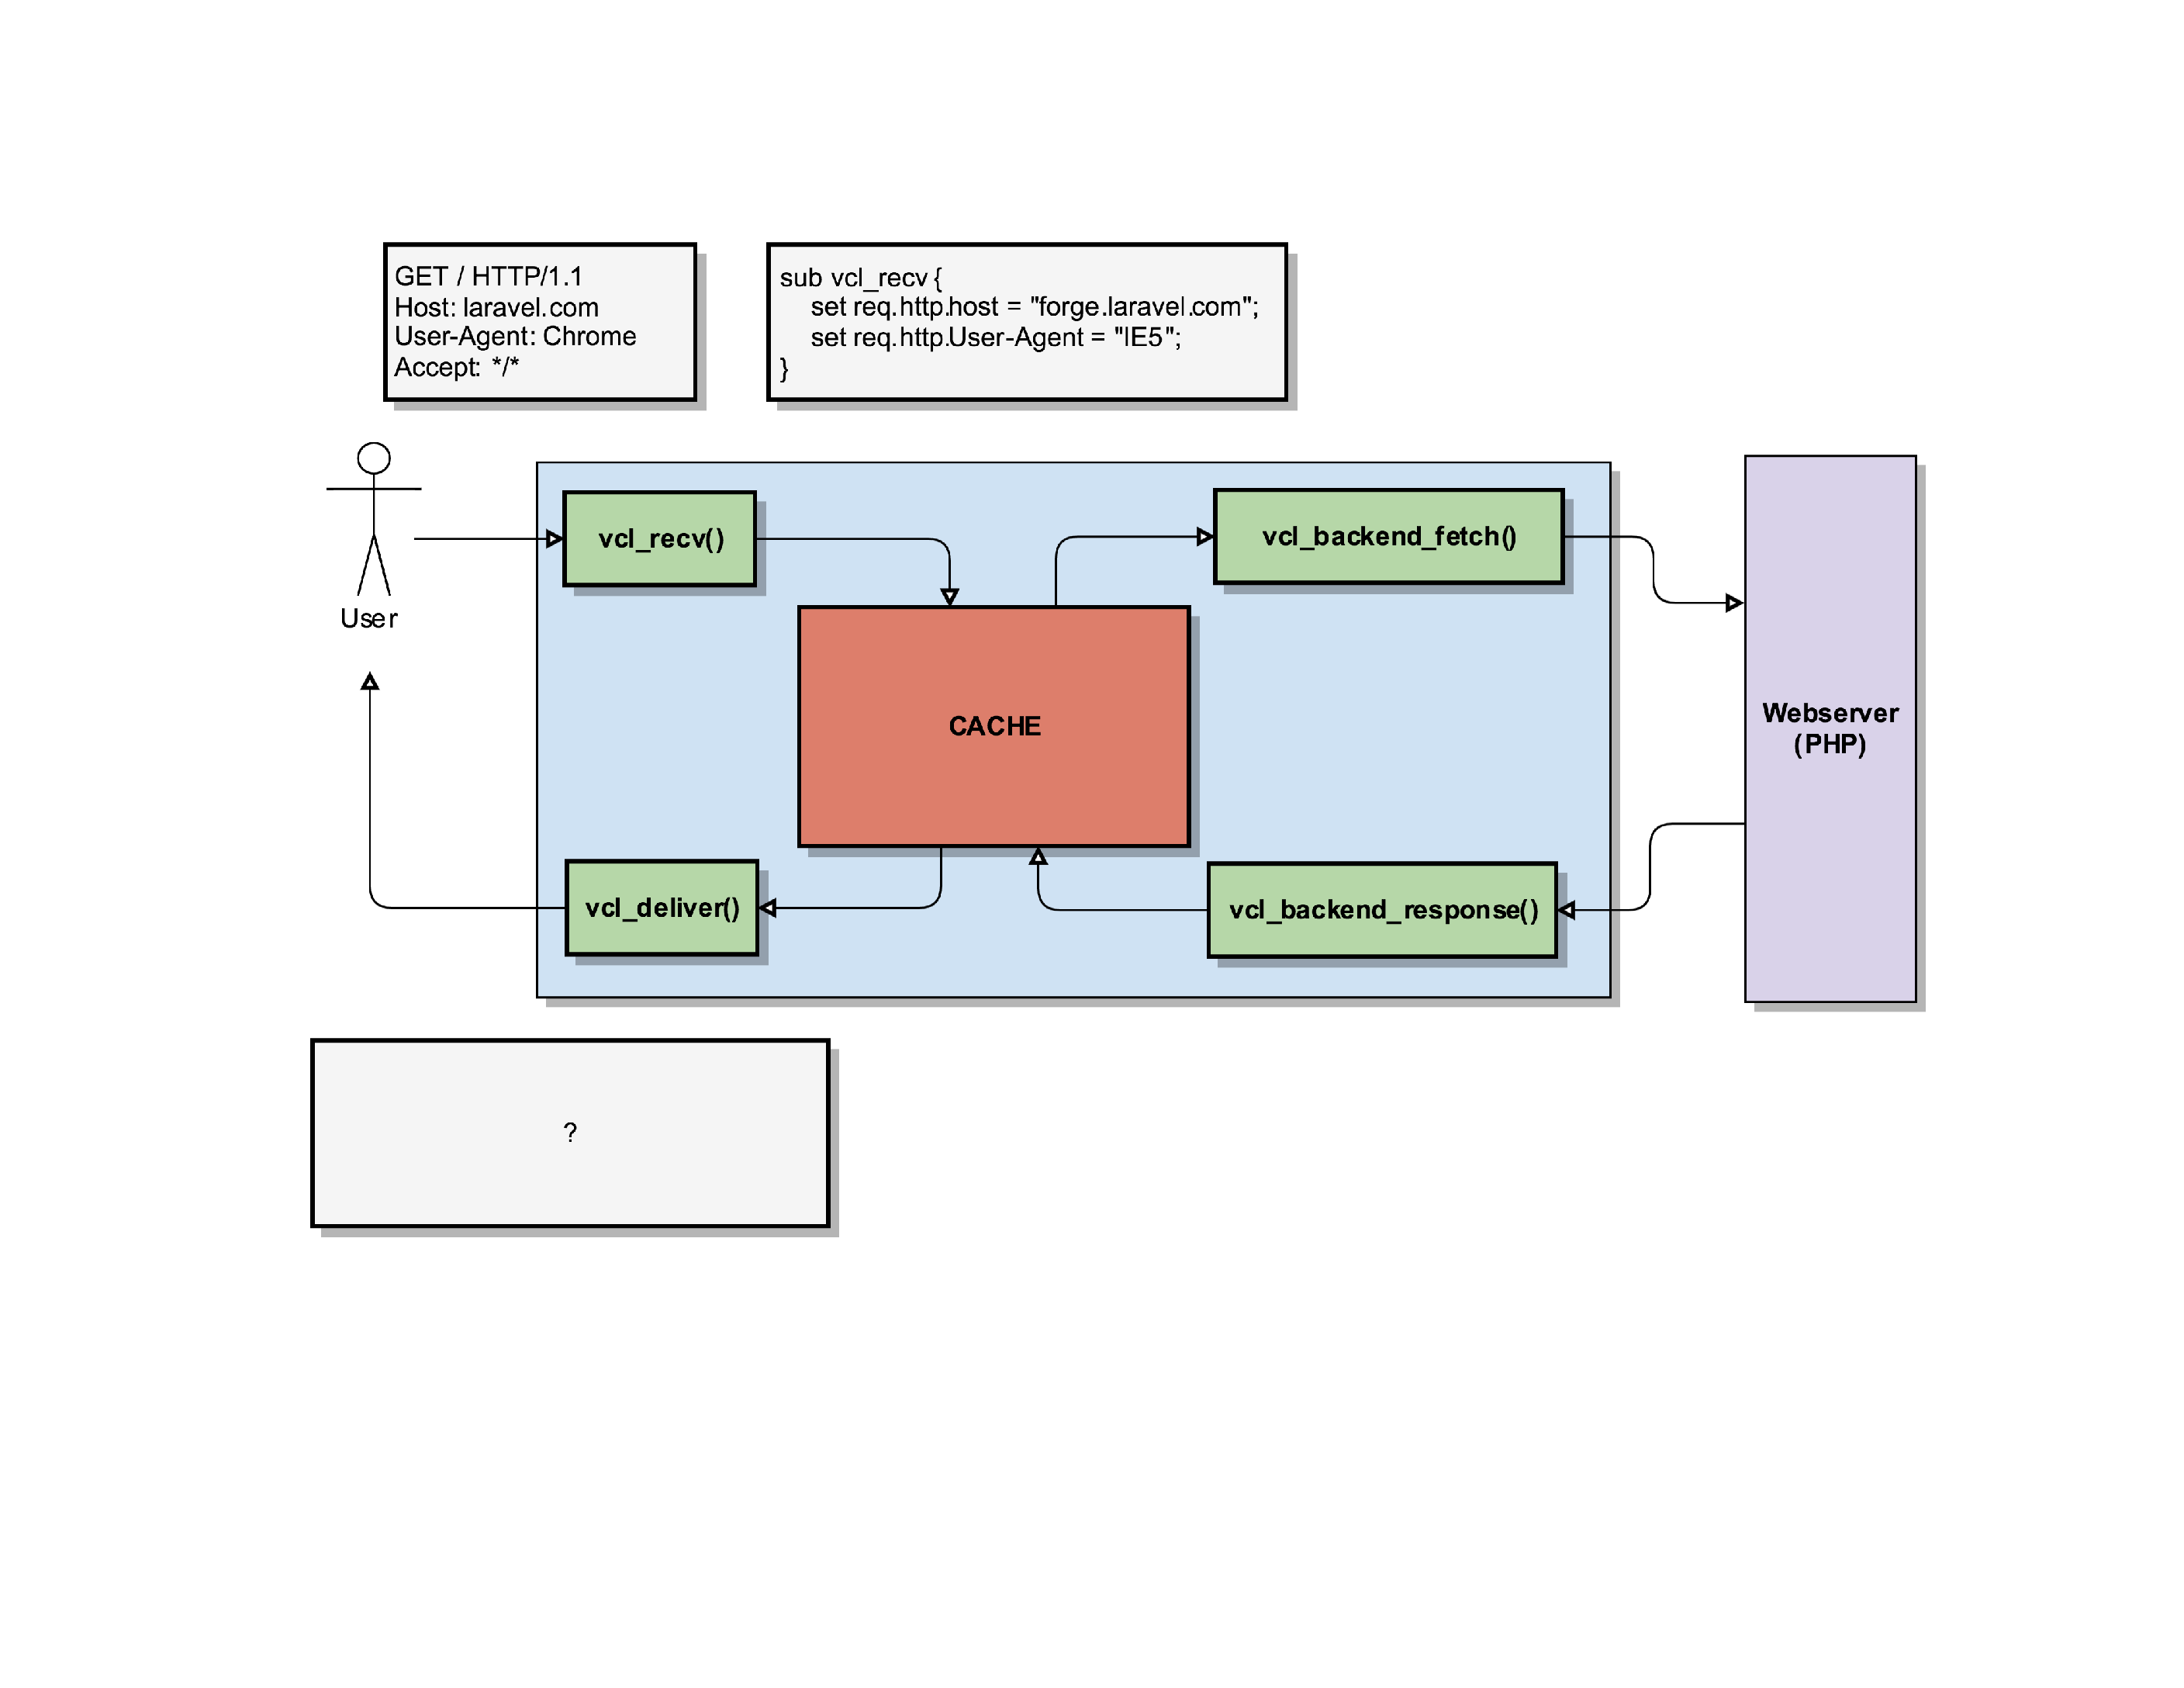 GET / HTTP/1.1
Host: laravel.com
User-Agent: Chrome
Accept: */*
sub vcl_recv {
set req.http.host = "forge.laravel.com";
set req.http.User-Agent = "IE5";
}
User
vcl_recv()
vcl_backend_fetch()
CACHE
Webserver
(PHP)
vcl_deliver()
vcl_backend_response()
?